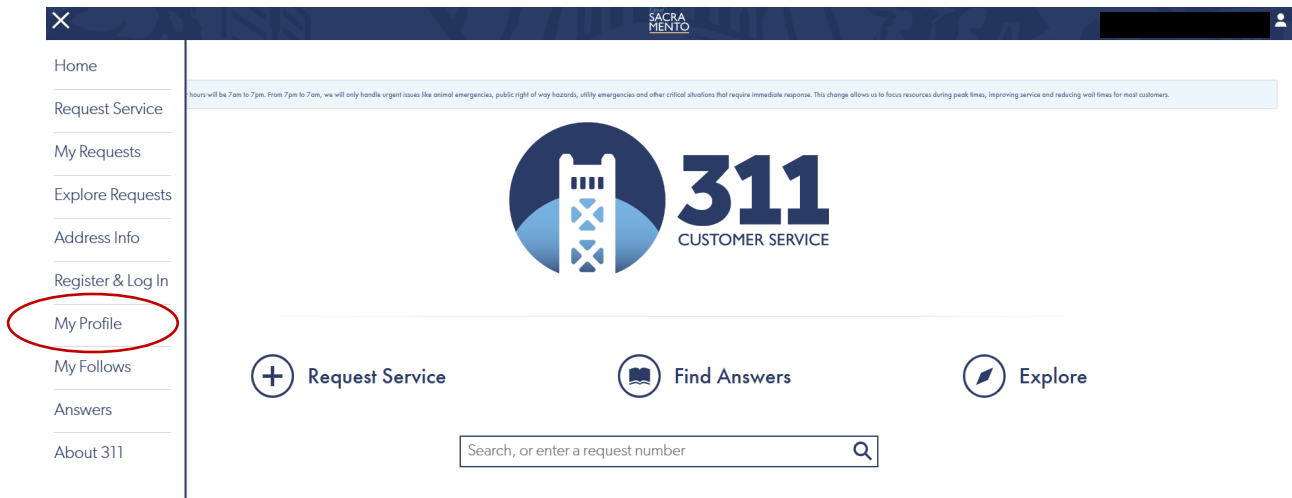 City of
SACRA
MENTO
Home
Request Service
My Requests
Explore Requests
Address Info
Register & Log In
My Profile
My Follows
Answers
About 311
hours will be 7am to 7pm. From 7pm to 7am, we will only handle urgent issues like animal emergencies, public right of way hazards, utility emergencies and other critical situations that require immediate response. This change allows us to focus resources during peak times, improving service and reducing wait times for most customers.
311
CUSTOMER SERVICE
Request Service
Find Answers
Explore
Search, or enter a request number